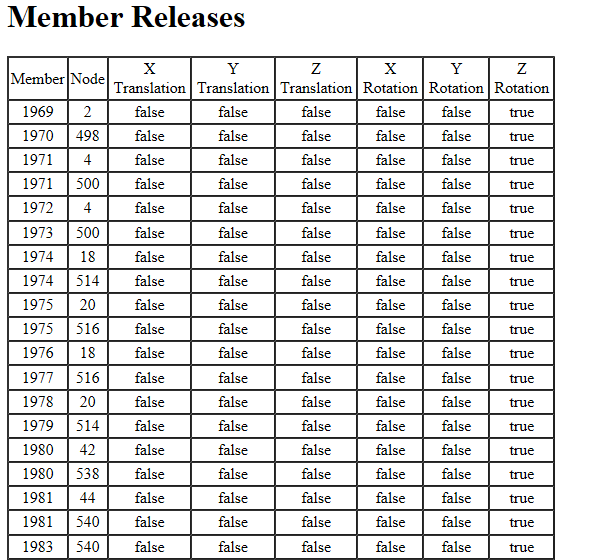 Member Releases
Member Node X Translation Y Translation Z Translation X Rotation Y Rotation Z Rotation
1969 2 false false false false false true
1970 498 false false false false false true
1971 4 false false false false false true
1971 500 false false false false false true
1972 4 false false false false false true
1973 500 false false false false false true
1974 18 false false false false false true
1974 514 false false false false false true
1975 20 false false false false false true
1975 516 false false false false false true
1976 18 false false false false false true
1977 516 false false false false false true
1978 20 false false false false false true
1979 514 false false false false false true
1980 42 false false false false false true
1980 538 false false false false false true
1981 44 false false false false false true
1981 540 false false false false false true
1983 540 false false false false false true